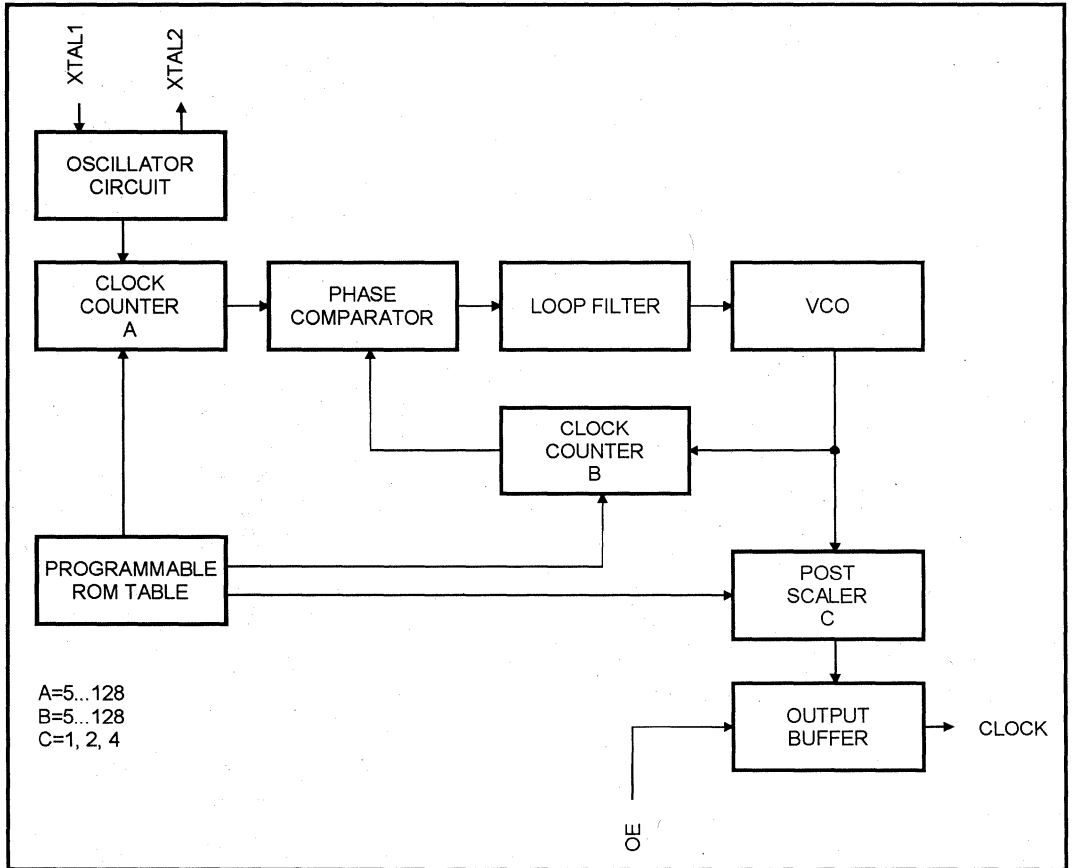 XTAL1
XTAL2
OSCILLATOR
CIRCUIT
CLOCK
COUNTER
A
PHASE
COMPARATOR
LOOP FILTER
VCO
CLOCK
COUNTER
B
PROGRAMMABLE
ROM TABLE
POST
SCALER
C
A=5...128
B=5...128
C=1, 2, 4
OUTPUT
BUFFER
CLOCK
OE